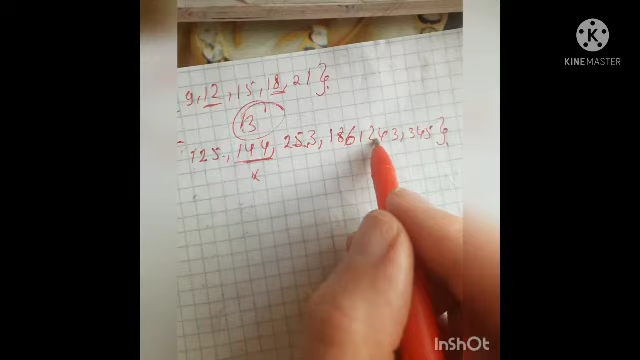 9, 12, 15, 18, 21}
13
125, 144, 253, 186, 243, 345}
x
K
KINEMASTER
InShOt